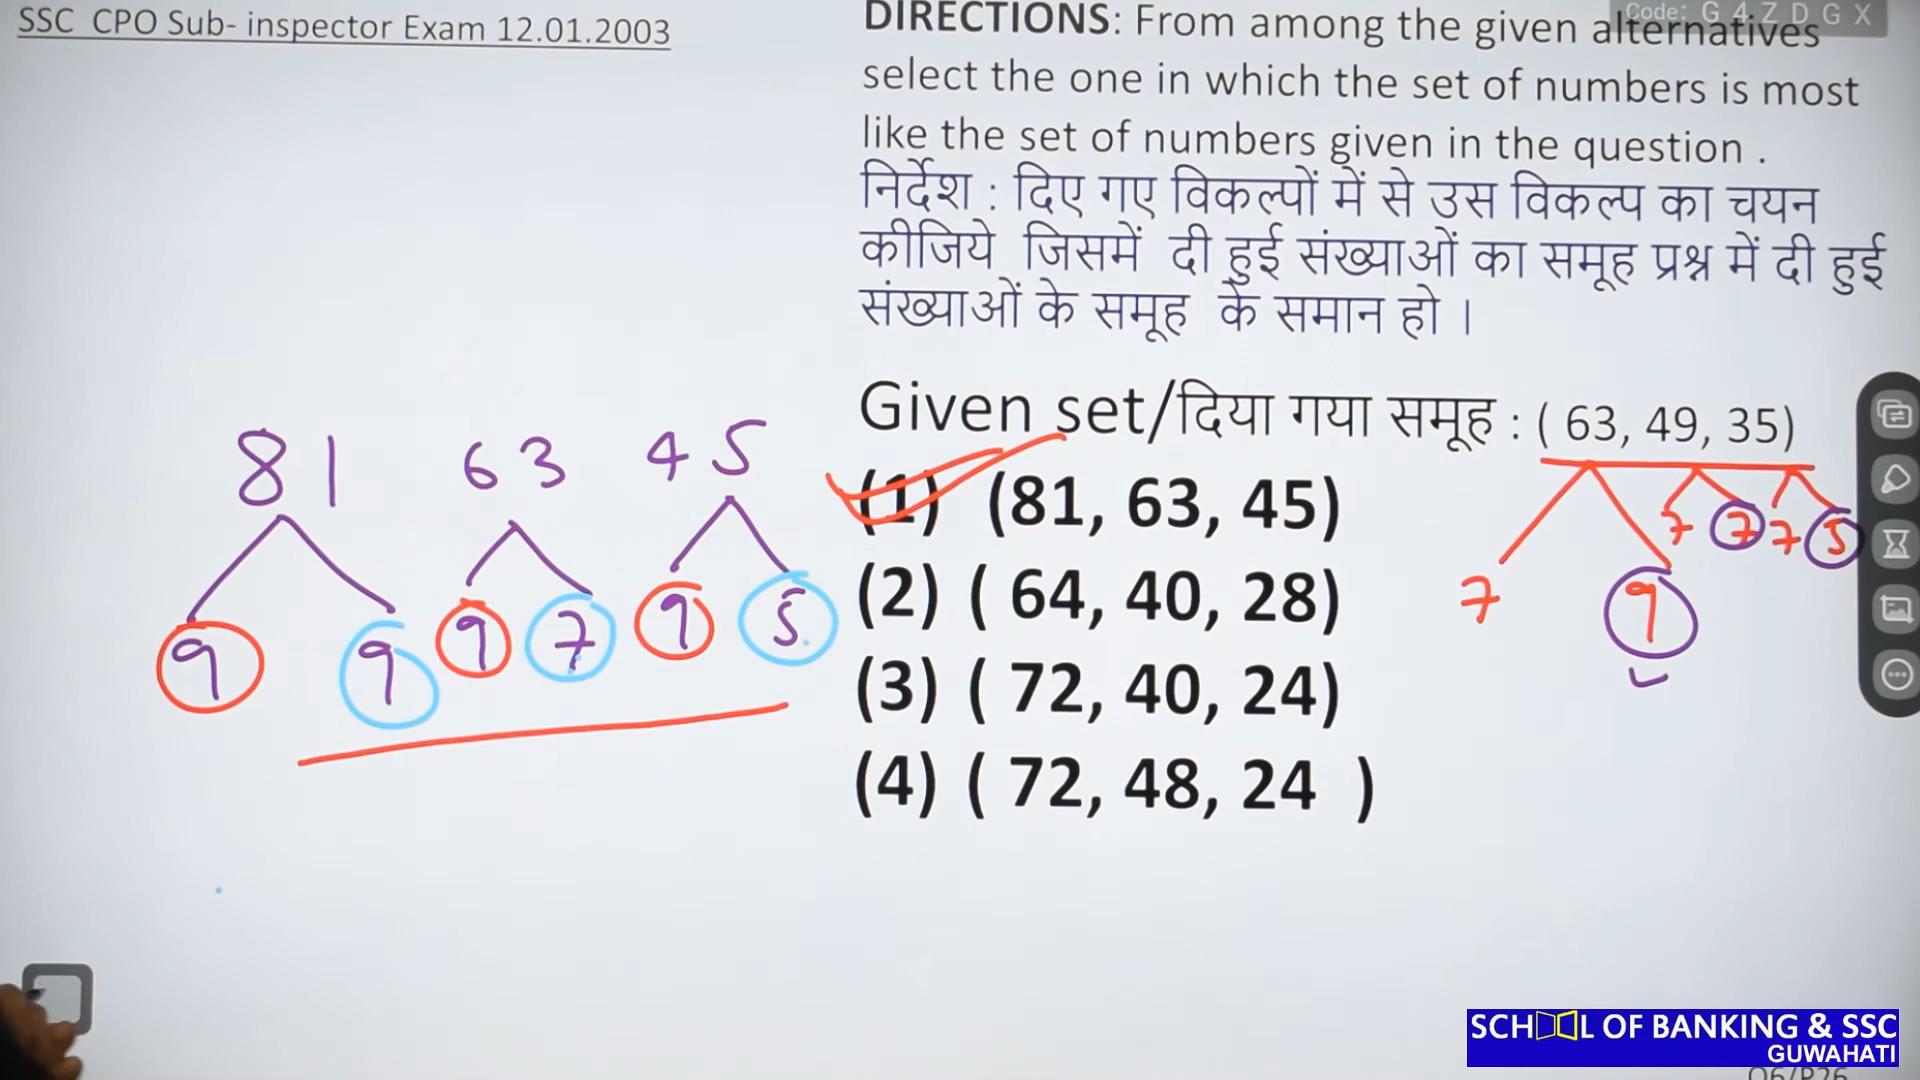 SSC CPO Sub- inspector Exam 12.01.2003
Code: G 4 Z D G X
DIRECTIONS: From among the given alternatives
select the one in which the set of numbers is most
like the set of numbers given in the question .
निर्देश : दिए गए विकल्पों में से उस विकल्प का चयन
कीजिये जिसमें दी हुई संख्याओं का समूह प्रश्न में दी हुई
संख्याओं के समूह के समान हो ।
Given set/दिया गया समूह : ( 63, 49, 35)
7 9 7 7 7 5
(1) (81, 63, 45)
(2) ( 64, 40, 28)
(3) ( 72, 40, 24)
(4) ( 72, 48, 24 )
81 63 45
9 9 9 7 9 5
SCHOOL OF BANKING & SSC
GUWAHATI